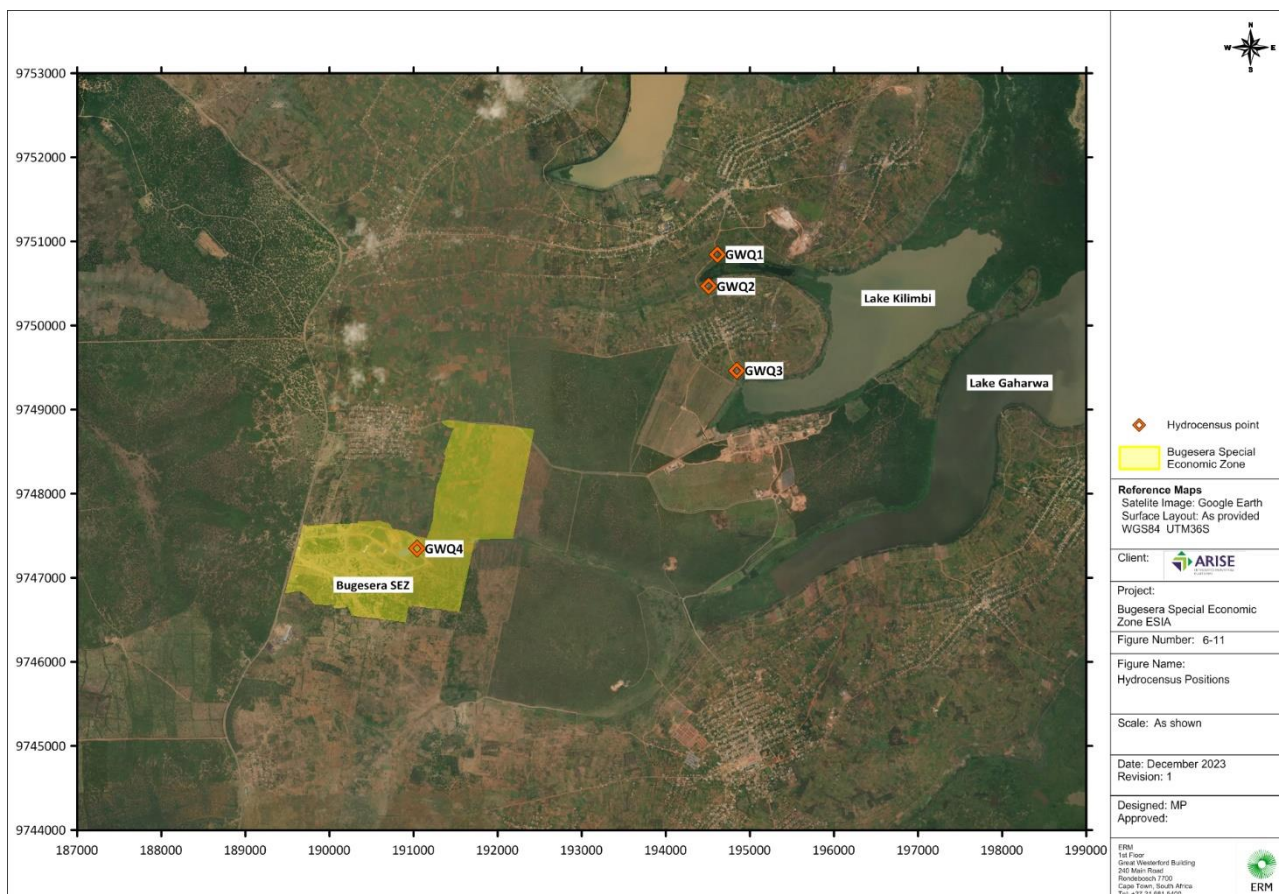 N
W E
S
9753000
9752000
9751000
9750000
9749000
9748000
9747000
9746000
9745000
9744000
187000 188000 189000 190000 191000 192000 193000 194000 195000 196000 197000 198000 199000
GWQ1
GWQ2
Lake Kilimbi
GWQ3
Lake Gaharwa
GWQ4
Bugesera SEZ
Hydrocensus point
Bugesera Special
Economic Zone
Reference Maps
Satelite Image: Google Earth
Surface Layout: As provided
WGS84 UTM36S
Client:
ARISE
Project:
Bugesera Special Economic
Zone ESIA
Figure Number: 6-11
Figure Name:
Hydrocensus Positions
Scale: As shown
Date: December 2023
Revision: 1
Designed: MP
Approved:
ERM
1st Floor
Great Westerford Building
240 Main Road
Rondebosch 7700
Cape Town, South Africa
ERM